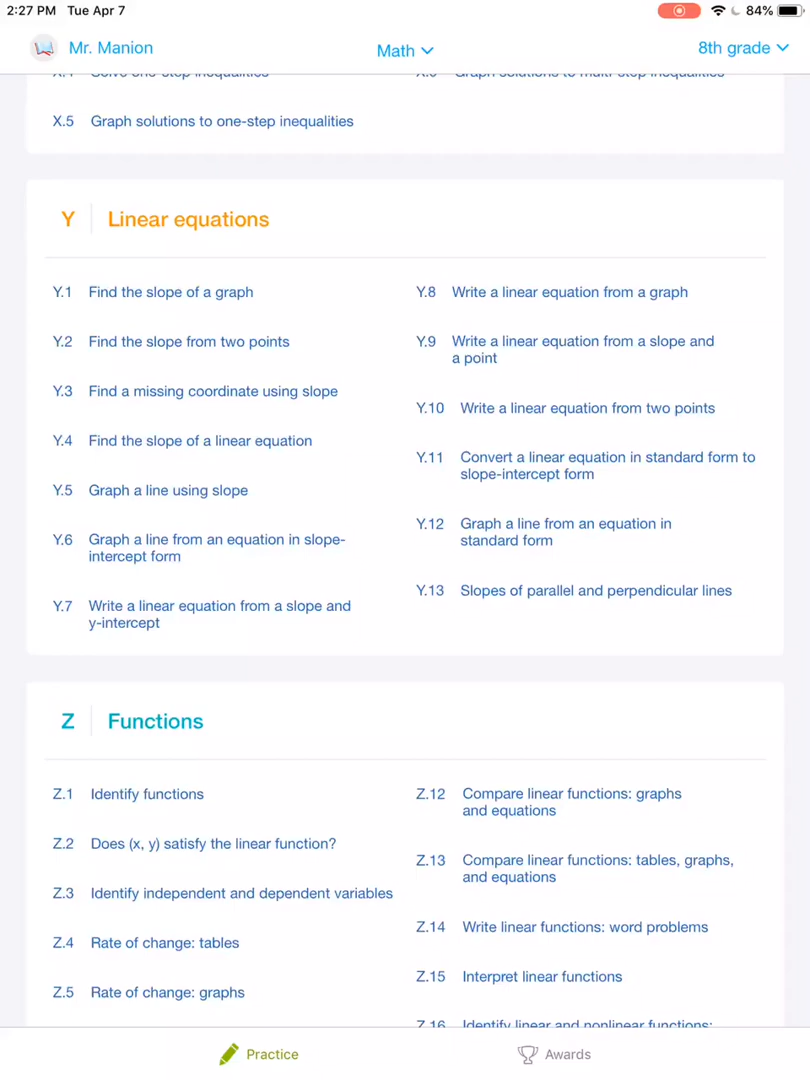 2:27 PM Tue Apr 7
84%
Mr. Manion
Math
8th grade
X.5 Graph solutions to one-step inequalities
Y Linear equations
Y.1 Find the slope of a graph
Y.2 Find the slope from two points
Y.3 Find a missing coordinate using slope
Y.4 Find the slope of a linear equation
Y.5 Graph a line using slope
Y.6 Graph a line from an equation in slope-
intercept form
Y.7 Write a linear equation from a slope and
y-intercept
Y.8 Write a linear equation from a graph
Y.9 Write a linear equation from a slope and
a point
Y.10 Write a linear equation from two points
Y.11 Convert a linear equation in standard form to
slope-intercept form
Y.12 Graph a line from an equation in
standard form
Y.13 Slopes of parallel and perpendicular lines
Z Functions
Z.1 Identify functions
Z.2 Does (x, y) satisfy the linear function?
Z.3 Identify independent and dependent variables
Z.4 Rate of change: tables
Z.5 Rate of change: graphs
Z.12 Compare linear functions: graphs
and equations
Z.13 Compare linear functions: tables, graphs,
and equations
Z.14 Write linear functions: word problems
Z.15 Interpret linear functions
Z.16 Identify linear and nonlinear functions:
Practice
Awards